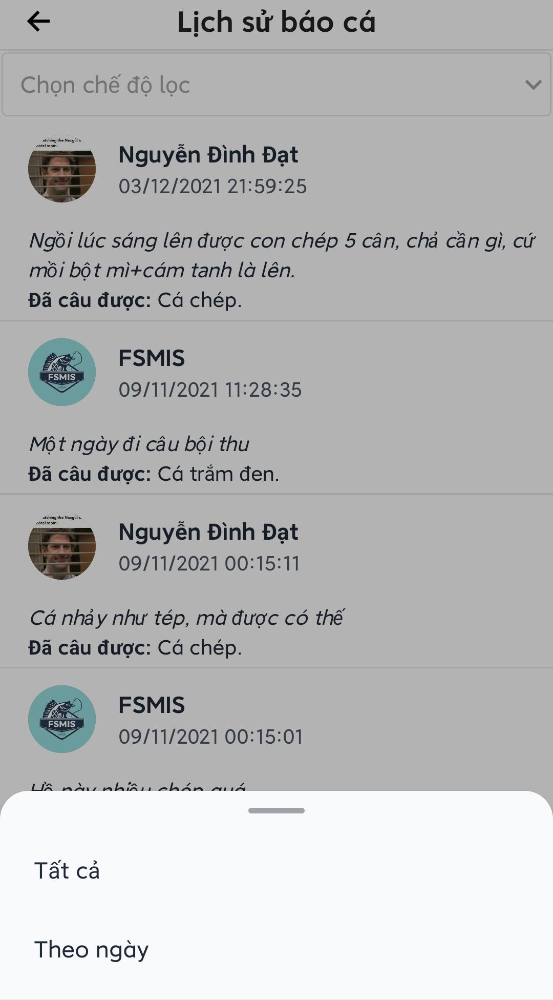 Lịch sử báo cá
Chọn chế độ lọc
atching the Nazgûl t
hotel room:
Nguyễn Đình Đạt
03/12/2021 21:59:25
Ngồi lúc sáng lên được con chép 5 cân, chả cần gì, cứ
mồi bột mì+cám tanh là lên.
Đã câu được: Cá chép.
FSMIS
FSMIS
09/11/2021 11:28:35
Một ngày đi câu bội thu
Đã câu được: Cá trắm đen.
atching the Nazgûl t
hotel room:
Nguyễn Đình Đạt
09/11/2021 00:15:11
Cá nhảy như tép, mà được có thế
Đã câu được: Cá chép.
FSMIS
FSMIS
09/11/2021 00:15:01
Hồ này nhiều chép quá
Tất cả
Theo ngày